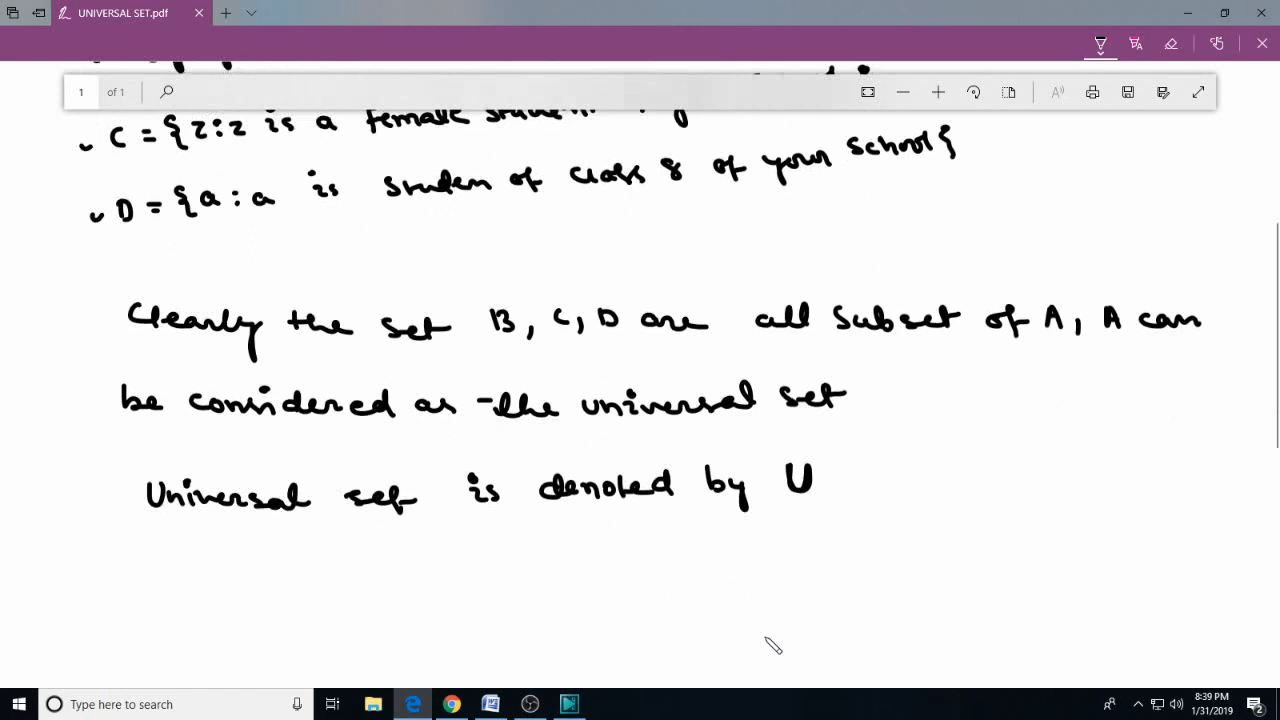 UNIVERSAL SET.pdf
1 of 1
C = {z : z is a female
D = {a : a is studen of class 8 of your school{
Clearly the set B, C, D are all subset of A, A can
be considered as the universal set
Universal set is denoted by U
Type here to search
8:39 PM
1/31/2019
2